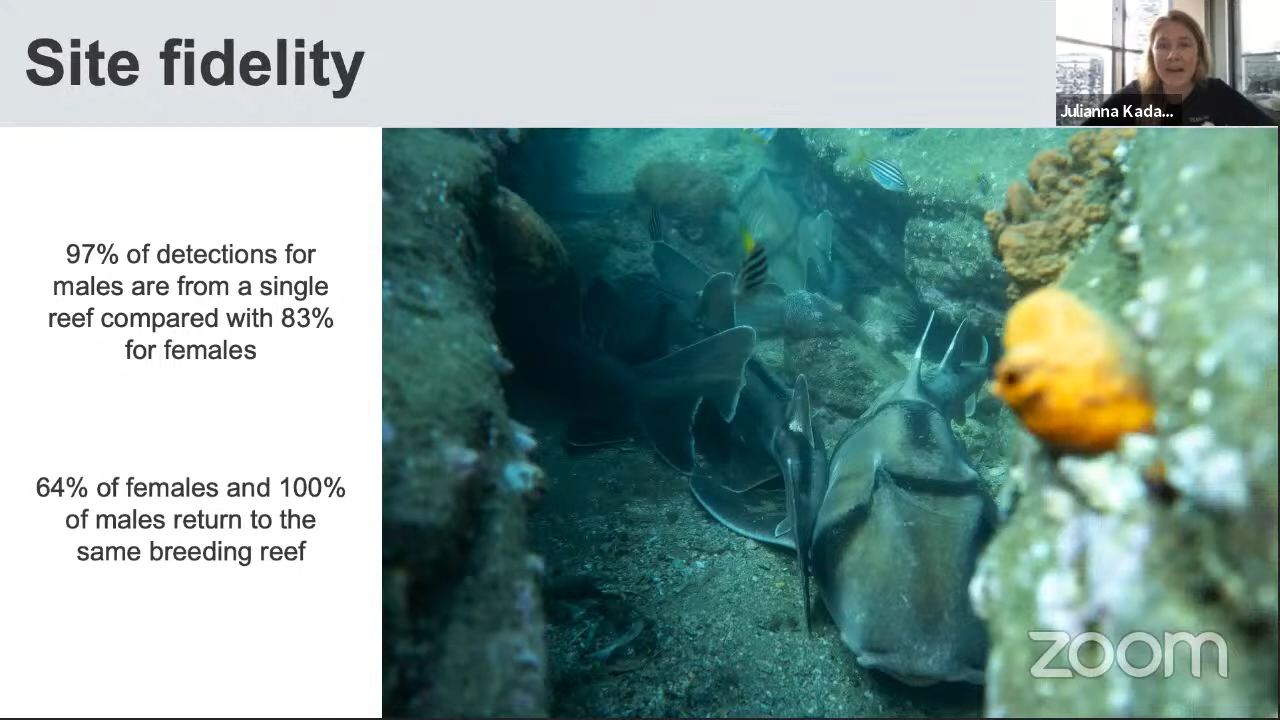 Site fidelity
Julianna Kada...
97% of detections for
males are from a single
reef compared with 83%
for females
64% of females and 100%
of males return to the
same breeding reef
zoom